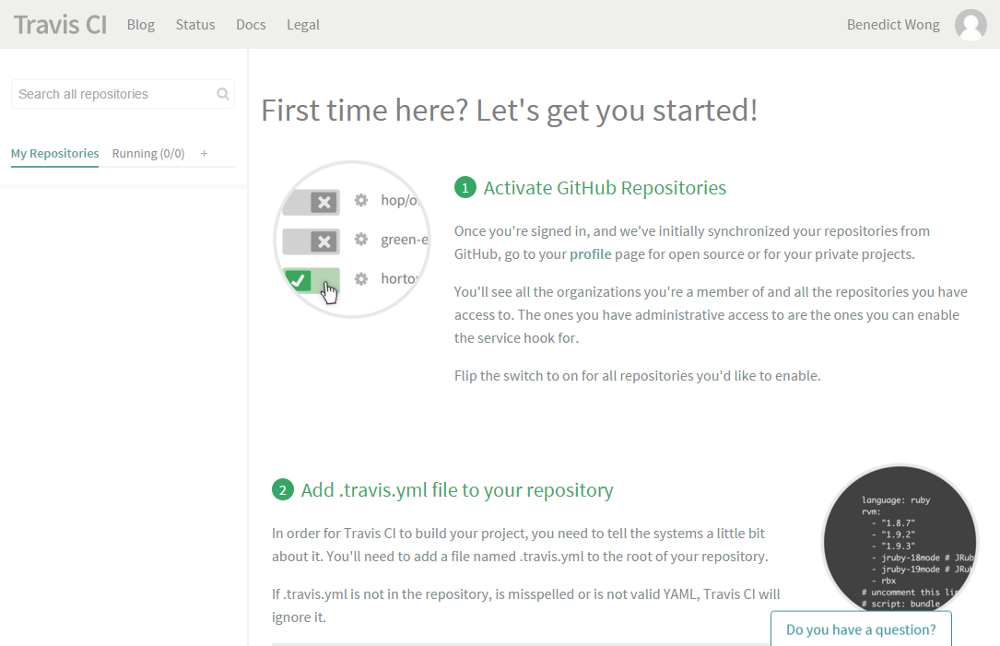 Travis CI Blog Status Docs Legal Benedict Wong
Search all repositories
My Repositories Running (0/0) +
First time here? Let's get you started!
hop/o
green-e
horto
1 Activate GitHub Repositories
Once you're signed in, and we've initially synchronized your repositories from
GitHub, go to your profile page for open source or for your private projects.
You'll see all the organizations you're a member of and all the repositories you have
access to. The ones you have administrative access to are the ones you can enable
the service hook for.
Flip the switch to on for all repositories you'd like to enable.
2 Add .travis.yml file to your repository
In order for Travis CI to build your project, you need to tell the systems a little bit
about it. You'll need to add a file named .travis.yml to the root of your repository.
If .travis.yml is not in the repository, is misspelled or is not valid YAML, Travis CI will
ignore it.
language: ruby
rvm:
- "1.8.7"
- "1.9.2"
- "1.9.3"
- jruby-18mode # JRub
- jruby-19mode # JRu
- rbx
# uncomment this lin
# script: bundle
Do you have a question?